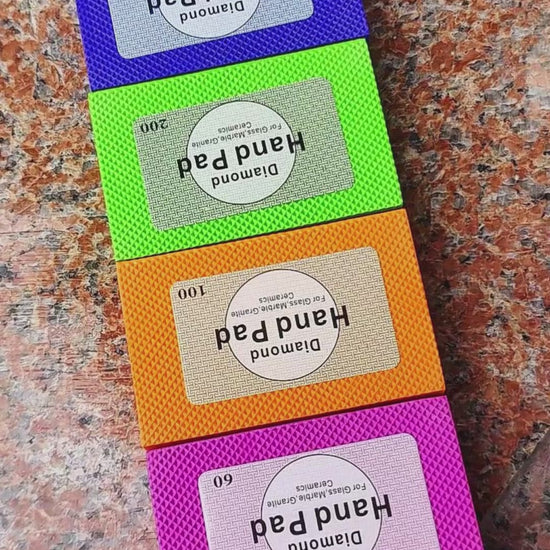 Diamond
Hand Pad
For Glass,Marble,Granite
Ceramics
60
Diamond
Hand Pad
For Glass,Marble,Granite
Ceramics
100
Diamond
Hand Pad
For Glass,Marble,Granite
Ceramics
200
Diamond